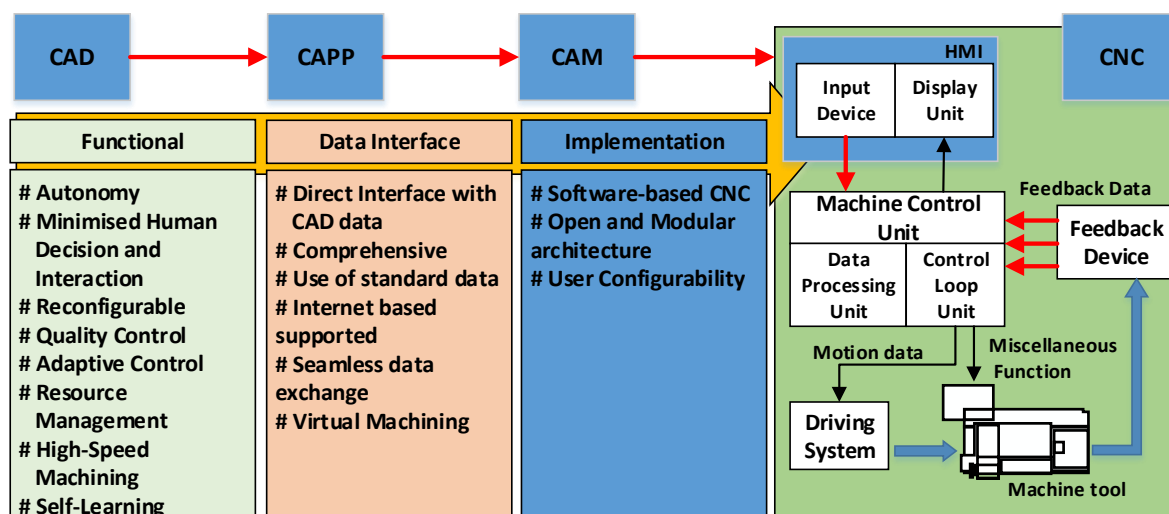 CAD
CAPP
CAM
CNC
HMI
Input
Device
Display
Unit
Functional
Data Interface
Implementation
# Autonomy
# Minimised Human
Decision and
Interaction
# Reconfigurable
# Quality Control
# Adaptive Control
# Resource
Management
# High-Speed
Machining
# Self-Learning
# Direct Interface with
CAD data
# Comprehensive
# Use of standard data
# Internet based
supported
# Seamless data
exchange
# Virtual Machining
# Software-based CNC
# Open and Modular
architecture
# User Configurability
Machine Control
Unit
Data
Processing
Unit
Control
Loop
Unit
Feedback Data
Feedback
Device
Motion data
Miscellaneous
Function
Driving
System
Machine tool